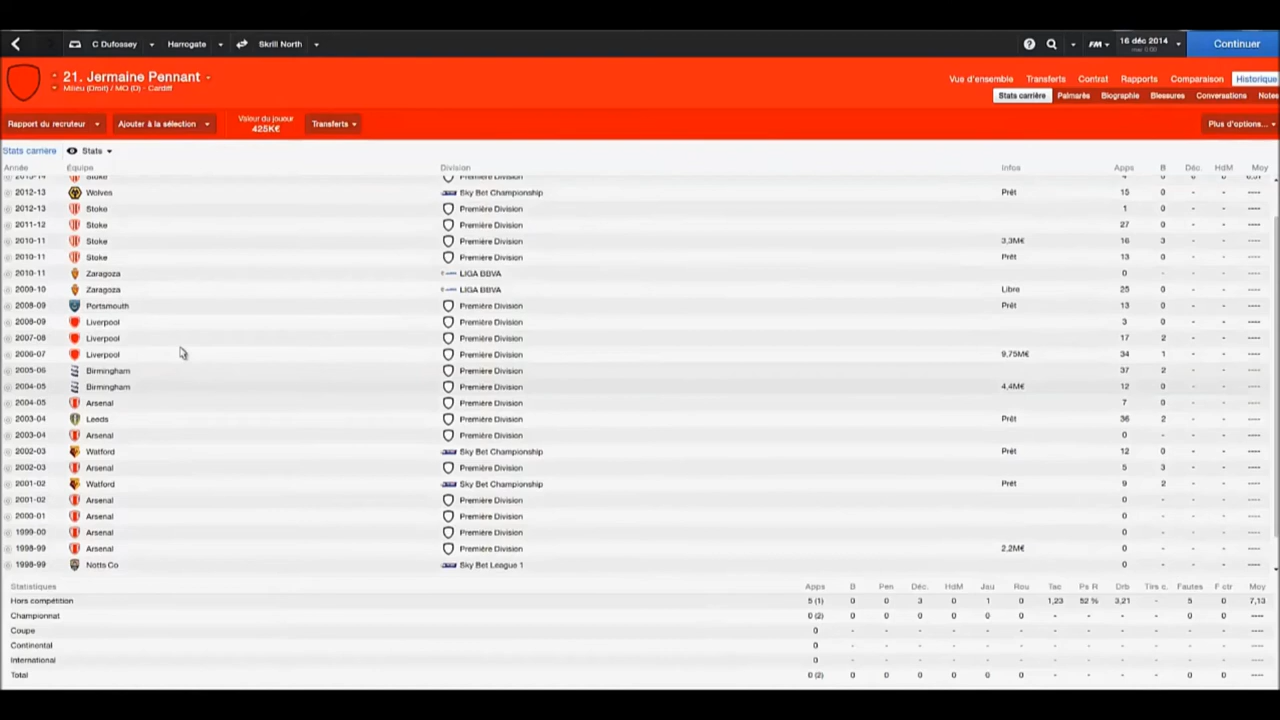 C Dufossey Harrogate Skrill North FM 16 déc 2014 Continuer
21. Jermaine Pennant
Milieu (Droit) / MO (D) - Cardiff
Vue d'ensemble Transferts Contrat Rapports Comparaison Historique
Stats carrière Palmarès Biographie Blessures Conversations Notes
Rapport du recruteur Ajouter à la sélection Valeur du joueur 425K€ Transferts Plus d'options...
Stats carrière Stats
Année Équipe Division Infos Apps B Déc. HdM Moy
2013-14 Stoke Première Division 4 0
2012-13 Wolves Sky Bet Championship Prêt 15 0 - - ----
2012-13 Stoke Première Division 1 0 - - ----
2011-12 Stoke Première Division 27 0 - - ----
2010-11 Stoke Première Division 3,3M€ 16 3 - - ----
2010-11 Stoke Première Division Prêt 13 0 - - ----
2010-11 Zaragoza LIGA BBVA 0 - - - ----
2009-10 Zaragoza LIGA BBVA Libre 25 0 - - ----
2008-09 Portsmouth Première Division Prêt 13 0 - - ----
2008-09 Liverpool Première Division 3 0 - - ----
2007-08 Liverpool Première Division 17 2 - - ----
2006-07 Liverpool Première Division 9,75M€ 34 1 - - ----
2005-06 Birmingham Première Division 37 2 - - ----
2004-05 Birmingham Première Division 4,4M€ 12 0 - - ----
2004-05 Arsenal Première Division 7 0 - - ----
2003-04 Leeds Première Division Prêt 36 2 - - ----
2003-04 Arsenal Première Division 0 - - - ----
2002-03 Watford Sky Bet Championship Prêt 12 0 - - ----
2002-03 Arsenal Première Division 5 3 - - ----
2001-02 Watford Sky Bet Championship Prêt 9 2 - - ----
2001-02 Arsenal Première Division 0 - - - ----
2000-01 Arsenal Première Division 0 - - - ----
1999-00 Arsenal Première Division 0 - - - ----
1998-99 Arsenal Première Division 2,2M€ 0 - - - ----
1998-99 Notts Co Sky Bet League 1 0 - - - ----
Statistiques Apps B Pen Déc. HdM Jau Rou Tac Ps R Drb Tirs c. Fautes F ctr Moy
Hors compétition 5 (1) 0 0 3 0 1 0 1,23 52 % 3,21 - 5 0 7,13
Championnat 0 (2) 0 0 0 0 0 0 - - - - 0 0 ----
Coupe 0 - - - - - - - - - - - - ----
Continental 0 - - - - - - - - - - - - ----
International 0 - - - - - - - - - - - - ----
Total 0 (2) 0 0 0 0 0 0 - - - - 0 0 ----